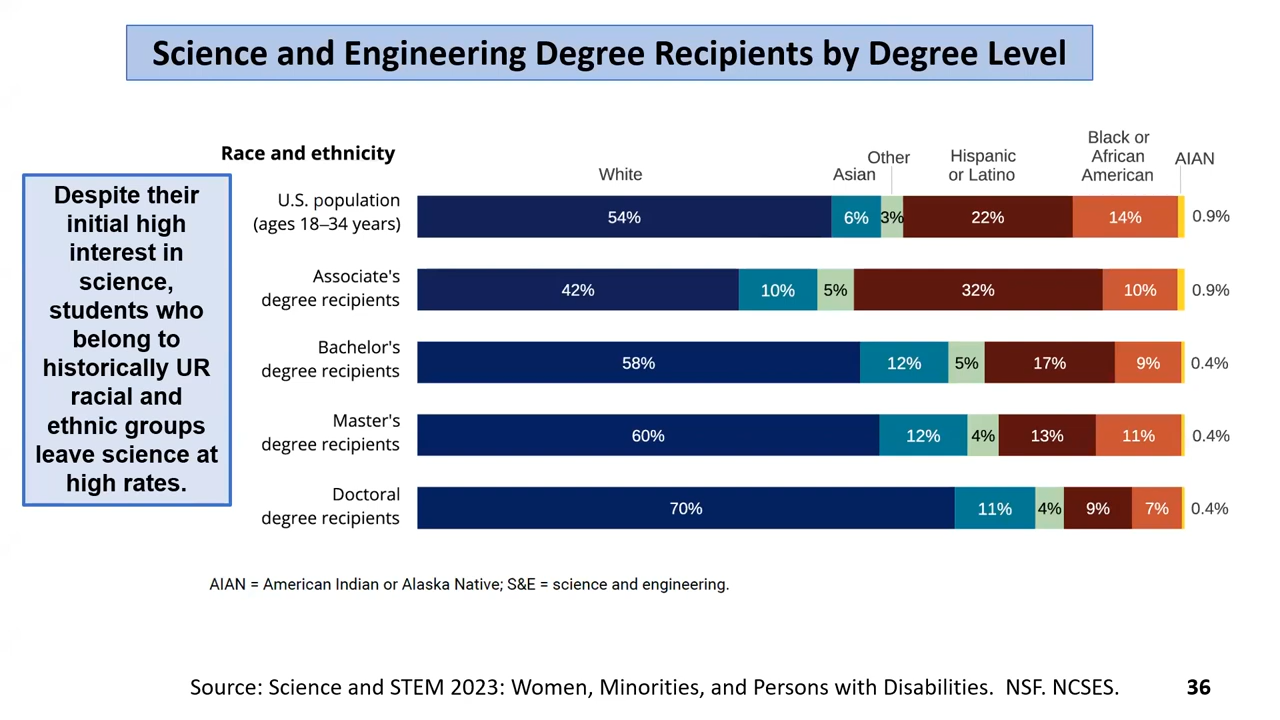 Science and Engineering Degree Recipients by Degree Level
Despite their
initial high
interest in
science,
students who
belong to
historically UR
racial and
ethnic groups
leave science at
high rates.
Race and ethnicity
White
Asian
Other
Hispanic
or Latino
Black or
African
American
AIAN
U.S. population
(ages 18–34 years)
54% 6% 3% 22% 14% 0.9%
Associate's
degree recipients
42% 10% 5% 32% 10% 0.9%
Bachelor's
degree recipients
58% 12% 5% 17% 9% 0.4%
Master's
degree recipients
60% 12% 4% 13% 11% 0.4%
Doctoral
degree recipients
70% 11% 4% 9% 7% 0.4%
AIAN = American Indian or Alaska Native; S&E = science and engineering.
Source: Science and STEM 2023: Women, Minorities, and Persons with Disabilities. NSF. NCSES.
36